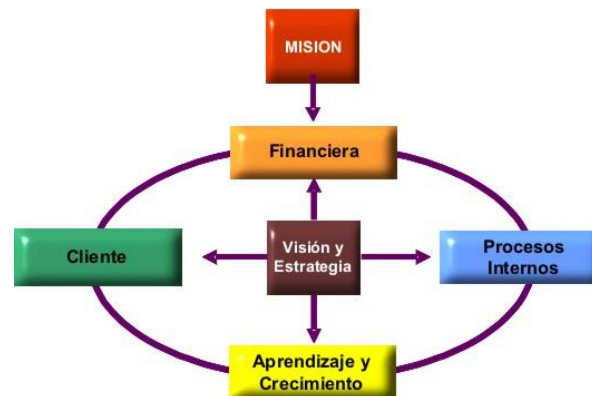 MISION
Financiera
Cliente
Visión y
Estrategia
Procesos
Internos
Aprendizaje y
Crecimiento